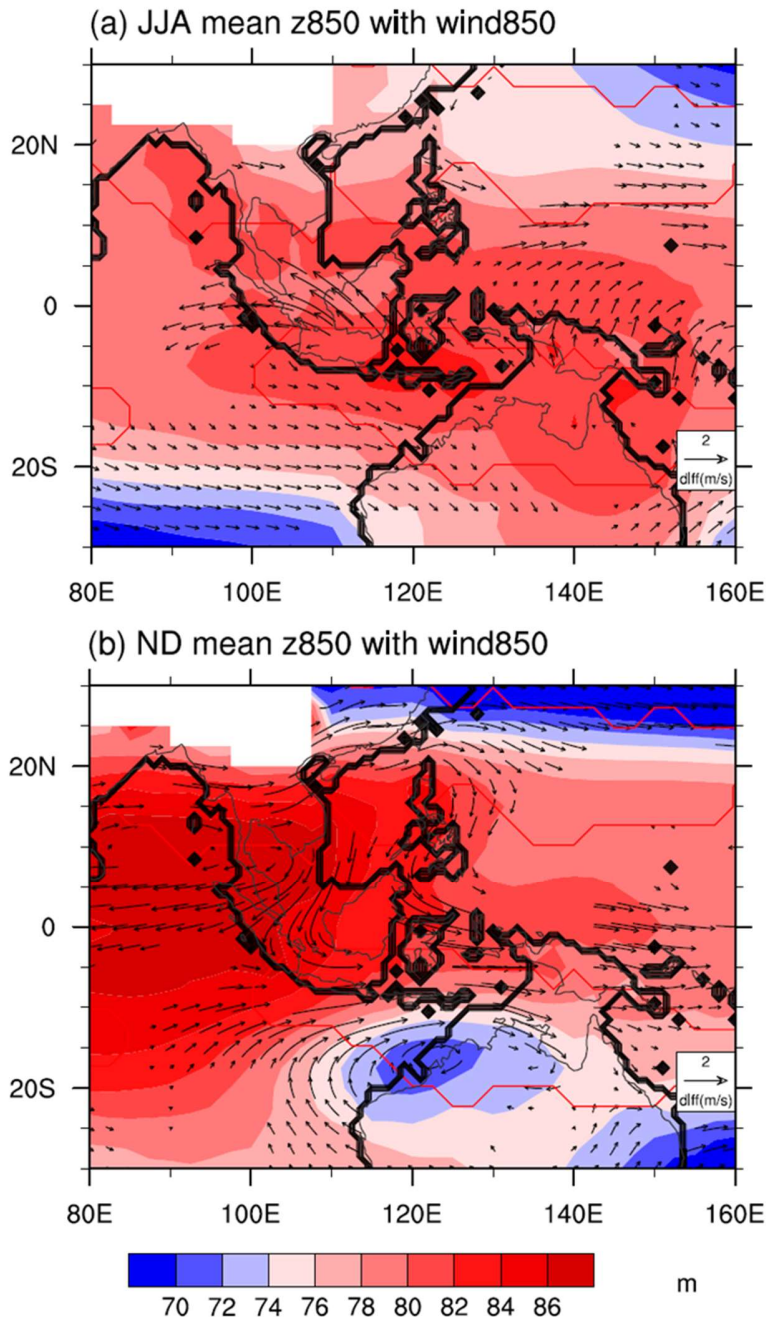 (a) JJA mean z850 with wind850
20N
0
20S
2
dIff(m/s)
80E 100E 120E 140E 160E
(b) ND mean z850 with wind850
20N
0
20S
2
dIff(m/s)
80E 100E 120E 140E 160E
70 72 74 76 78 80 82 84 86 m